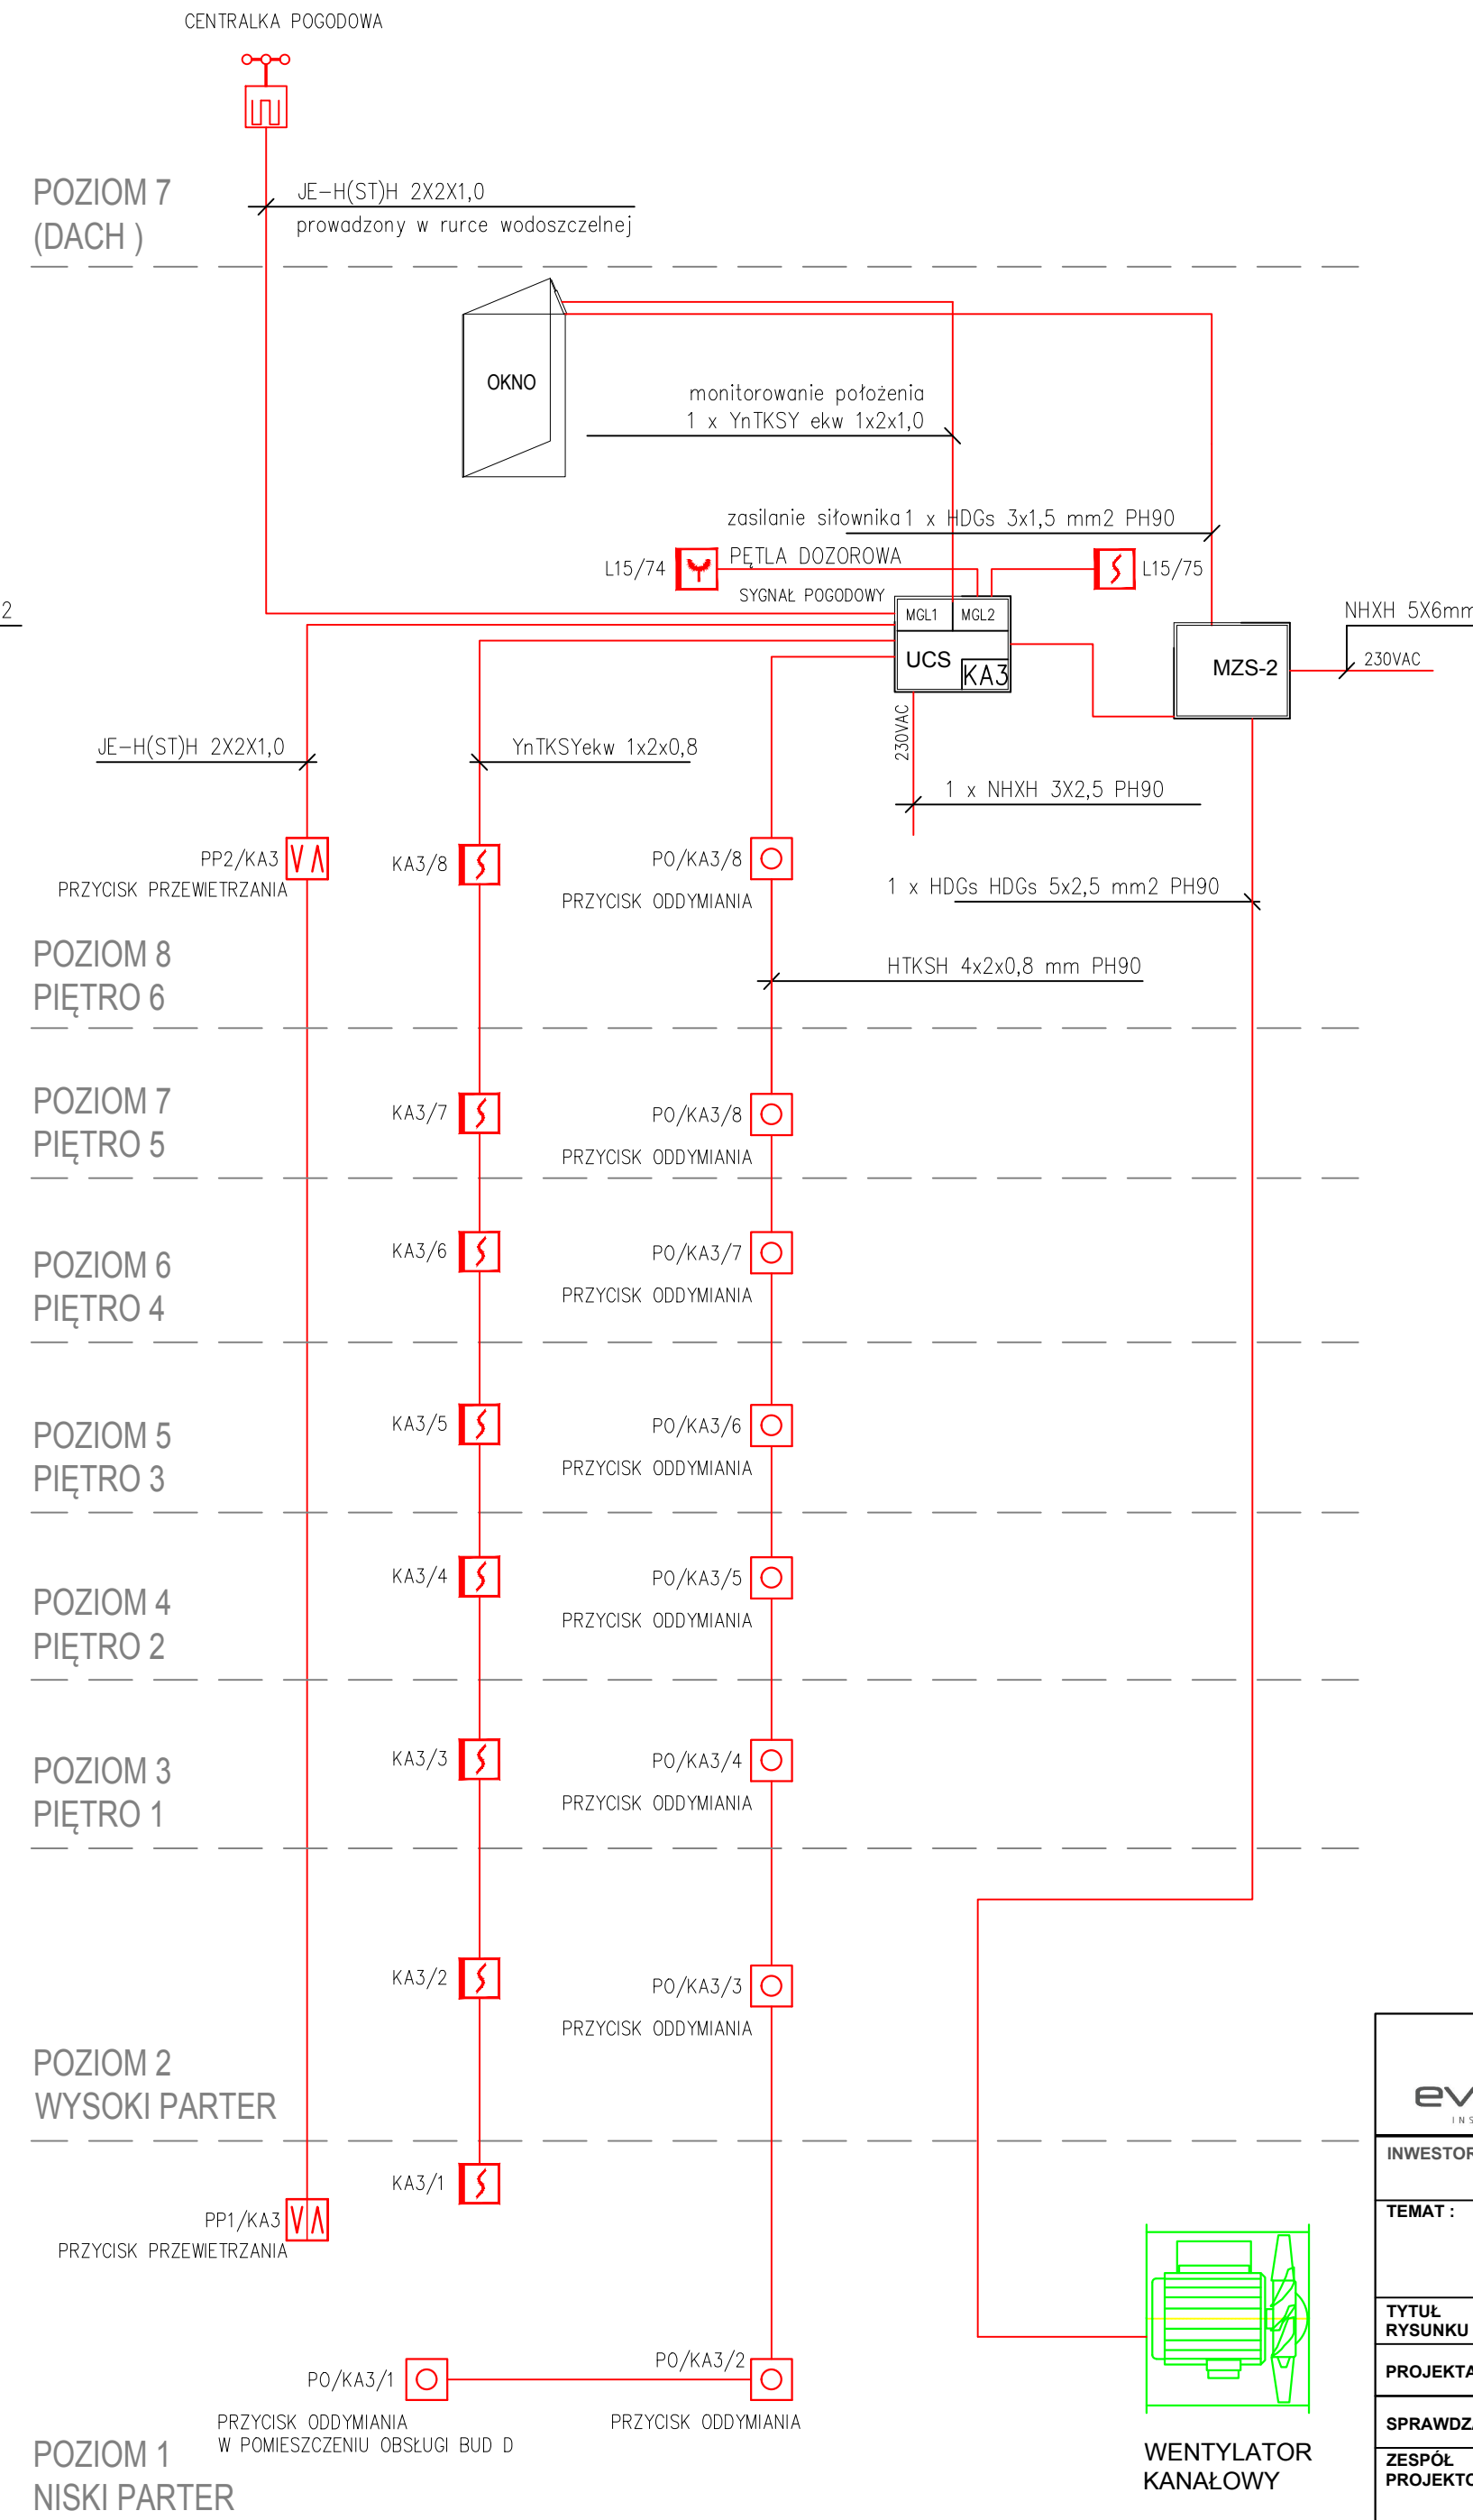 CENTRALKA POGODOWA
POZIOM 7
(DACH )
JE-H(ST)H 2X2X1,0
prowadzony w rurce wodoszczelnej
OKNO
monitorowanie położenia
1 x YnTKSY ekw 1x2x1,0
zasilanie siłownika 1 x HDGs 3x1,5 mm2 PH90
L15/74
PĘTLA DOZOROWA
L15/75
SYGNAŁ POGODOWY
2
MGL1
MGL2
UCS
KA3
MZS-2
NHXH 5X6mm
230VAC
230VAC
JE-H(ST)H 2X2X1,0
YnTKSYekw 1x2x0,8
1 x NHXH 3X2,5 PH90
PP2/KA3
PRZYCISK PRZEWIETRZANIA
KA3/8
PO/KA3/8
PRZYCISK ODDYMIANIA
1 x HDGs HDGs 5x2,5 mm2 PH90
HTKSH 4x2x0,8 mm PH90
POZIOM 8
PIĘTRO 6
POZIOM 7
PIĘTRO 5
KA3/7
PO/KA3/8
PRZYCISK ODDYMIANIA
POZIOM 6
PIĘTRO 4
KA3/6
PO/KA3/7
PRZYCISK ODDYMIANIA
POZIOM 5
PIĘTRO 3
KA3/5
PO/KA3/6
PRZYCISK ODDYMIANIA
POZIOM 4
PIĘTRO 2
KA3/4
PO/KA3/5
PRZYCISK ODDYMIANIA
POZIOM 3
PIĘTRO 1
KA3/3
PO/KA3/4
PRZYCISK ODDYMIANIA
KA3/2
PO/KA3/3
PRZYCISK ODDYMIANIA
POZIOM 2
WYSOKI PARTER
KA3/1
PP1/KA3
PRZYCISK PRZEWIETRZANIA
PO/KA3/1
PRZYCISK ODDYMIANIA
W POMIESZCZENIU OBSŁUGI BUD D
PO/KA3/2
PRZYCISK ODDYMIANIA
POZIOM 1
NISKI PARTER
WENTYLATOR
KANAŁOWY
INWESTOR
TEMAT :
TYTUŁ
RYSUNKU
PROJEKTA
SPRAWDZ
ZESPÓŁ
PROJEKTO